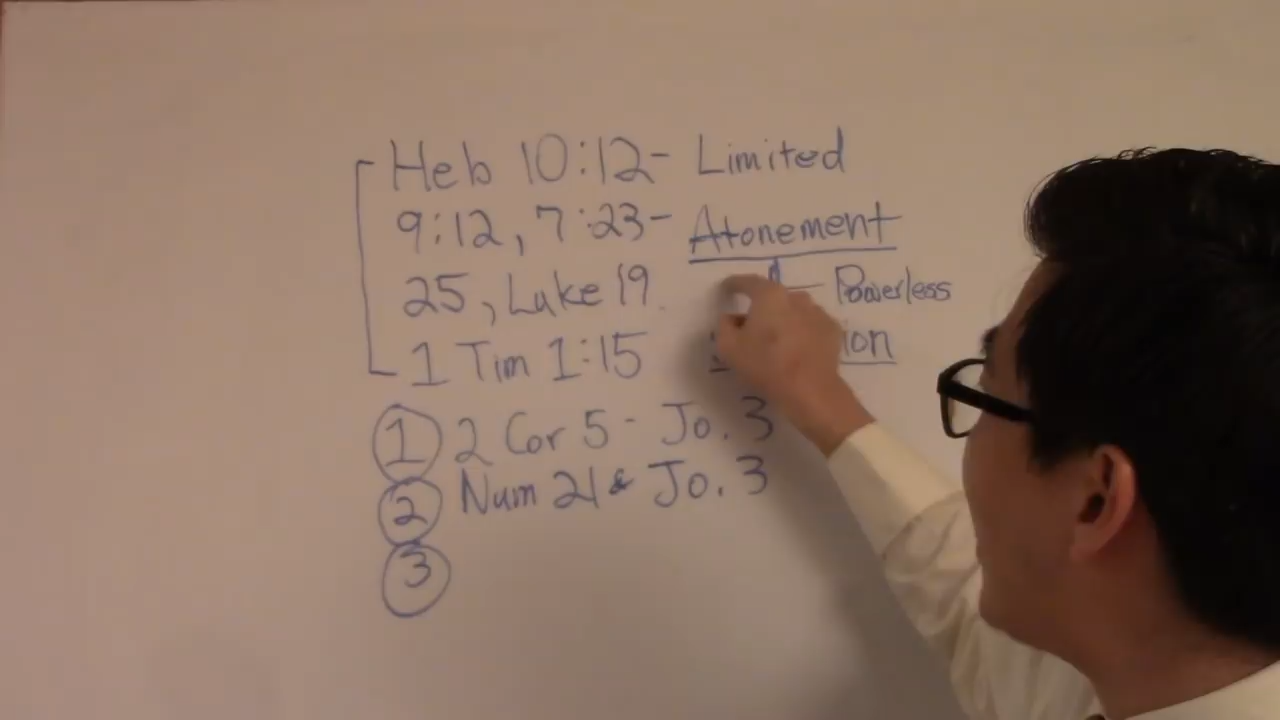 Heb 10:12- Limited
9:12, 7:23- Atonement
25, Luke 19. Powerless
1 Tim 1:15
1 2 Cor 5 - Jo. 3
2 Num 21 & Jo. 3
3